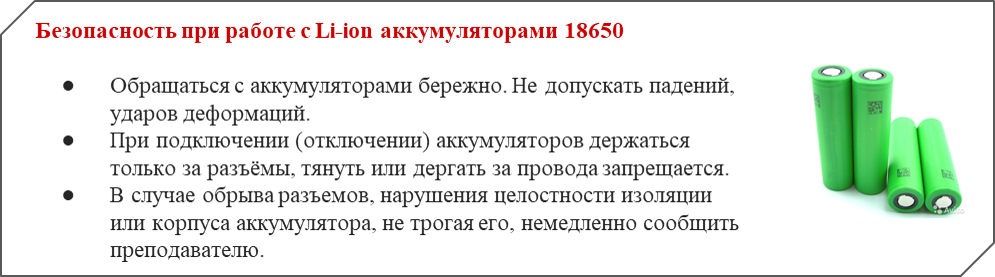 Безопасность при работе с Li-ion аккумуляторами 18650
● Обращаться с аккумуляторами бережно. Не допускать падений,
ударов деформаций.
● При подключении (отключении) аккумуляторов держаться
только за разъёмы, тянуть или дергать за провода запрещается.
● В случае обрыва разъемов, нарушения целостности изоляции
или корпуса аккумулятора, не трогая его, немедленно сообщить
преподавателю.
Avito